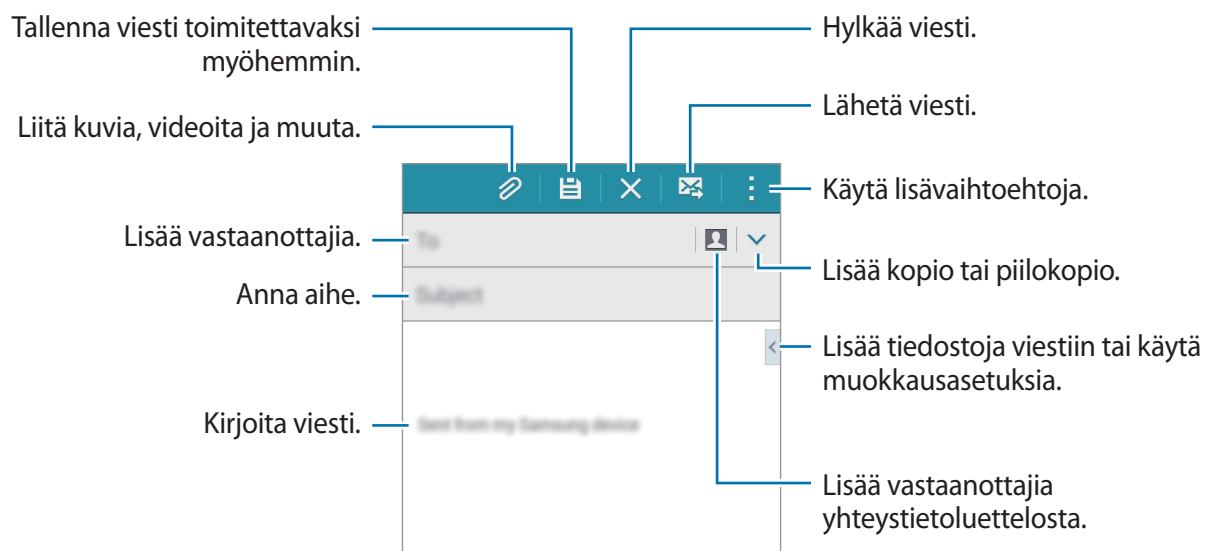 Tallenna viesti toimitettavaksi
myöhemmin.
Liitä kuvia, videoita ja muuta.
Lisää vastaanottajia.
Anna aihe.
Kirjoita viesti.
Hylkää viesti.
Lähetä viesti.
Käytä lisävaihtoehtoja.
Lisää kopio tai piilokopio.
Lisää tiedostoja viestiin tai käytä
muokkausasetuksia.
Lisää vastaanottajia
yhteystietoluettelosta.
To
Subject
Sent from my Samsung device